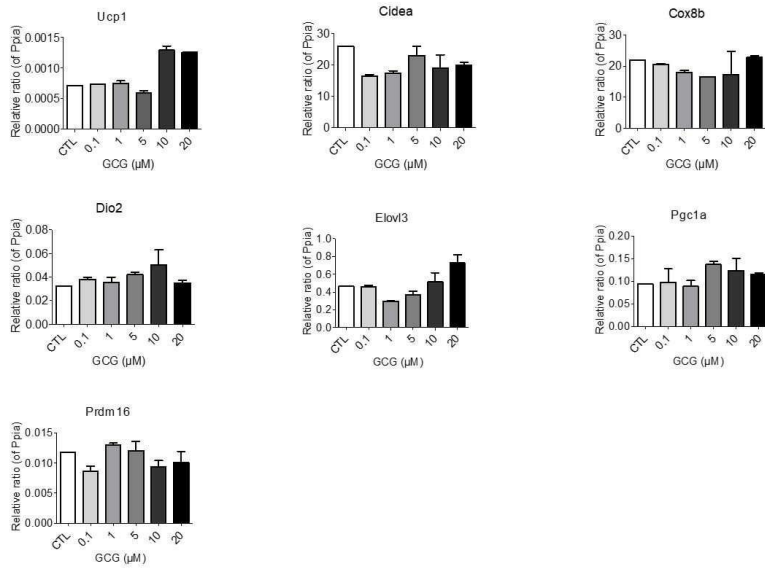 Ucp1
Relative ratio (of Ppia)
0.0015
0.0010
0.0005
0.0000
CTL 0.1 1 5 10 20
GCG (µM)
Cidea
Relative ratio (of Ppia)
30
20
10
0
CTL 0.1 1 5 10 20
GCG (µM)
Cox8b
Relative ratio (of Ppia)
30
20
10
0
CTL 0.1 1 5 10 20
GCG (µM)
Dio2
Relative ratio (of Ppia)
0.08
0.06
0.04
0.02
0.00
CTL 0.1 1 5 10 20
GCG (µM)
Elovl3
Relative ratio (of Ppia)
1.0
0.8
0.6
0.4
0.2
0.0
CTL 0.1 1 5 10 20
GCG (µM)
Pgc1a
Relative ratio (of Ppia)
0.20
0.15
0.10
0.05
0.00
CTL 0.1 1 5 10 20
GCG (µM)
Prdm16
Relative ratio (of Ppia)
0.015
0.010
0.005
0.000
CTL 0.1 1 5 10 20
GCG (µM)